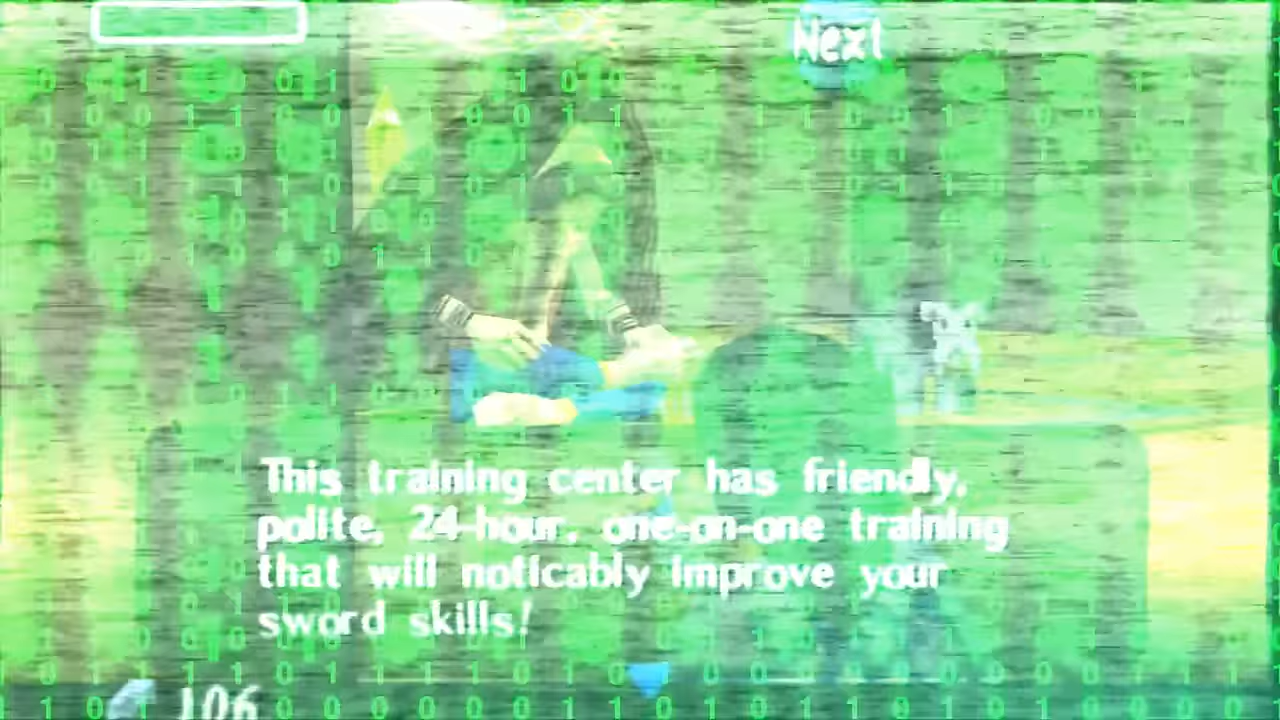 Next
This training center has friendly,
polite, 24-hour, one-on-one training
that will noticably improve your
sword skills!
106